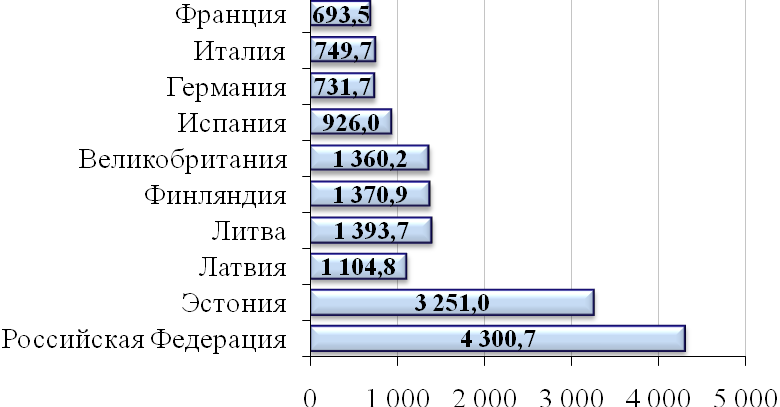 Франция 693,5
Италия 749,7
Германия 731,7
Испания 926,0
Великобритания 1 360,2
Финляндия 1 370,9
Литва 1 393,7
Латвия 1 104,8
Эстония 3 251,0
Российская Федерация 4 300,7
0 1 000 2 000 3 000 4 000 5 000